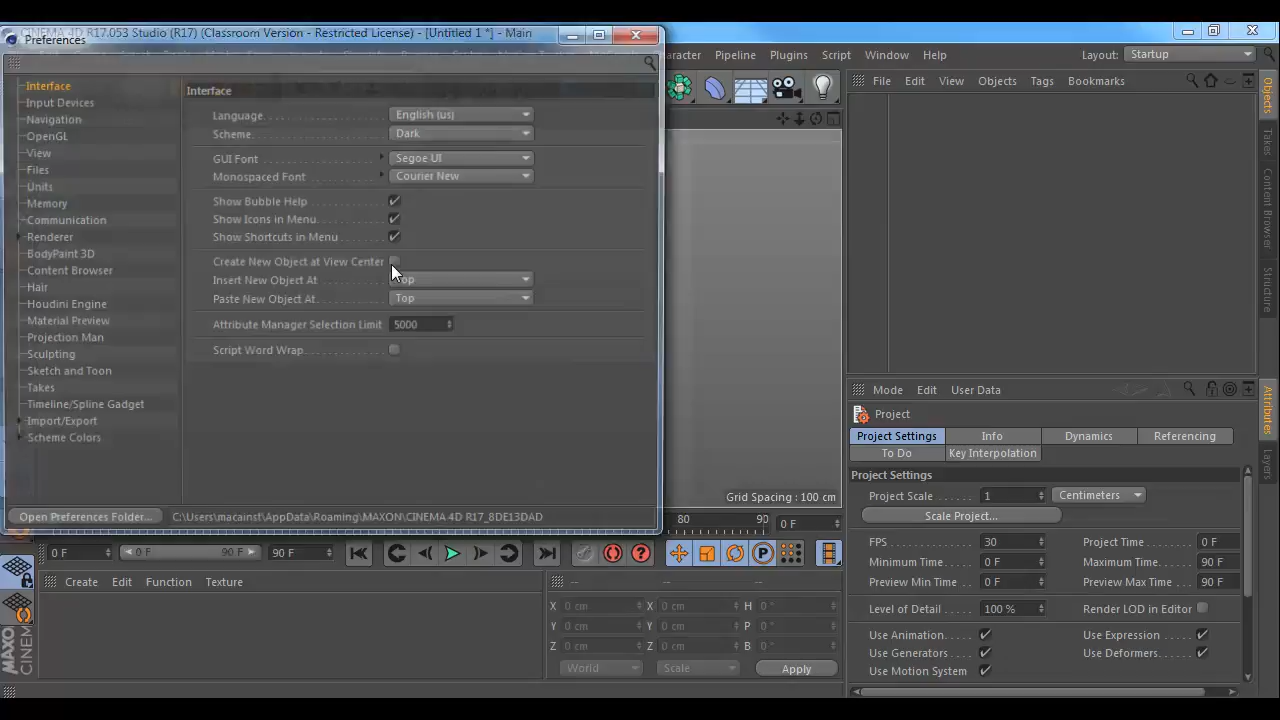 CINEMA 4D R17.053 Studio (R17) (Classroom Version - Restricted License) - [Untitled 1 *] - Main
Preferences
Character Pipeline Plugins Script Window Help
Layout: Startup
File Edit View Objects Tags Bookmarks
Interface
Input Devices
Navigation
OpenGL
View
Files
Units
Memory
Communication
Renderer
BodyPaint 3D
Content Browser
Hair
Houdini Engine
Material Preview
Projection Man
Sculpting
Sketch and Toon
Takes
Timeline/Spline Gadget
Import/Export
Scheme Colors
Interface
Language English (us)
Scheme Dark
GUI Font Segoe UI
Monospaced Font Courier New
Show Bubble Help
Show Icons in Menu
Show Shortcuts in Menu
Create New Object at View Center
Insert New Object At
Paste New Object At Top
Attribute Manager Selection Limit 5000
Script Word Wrap
Open Preferences Folder... C:\Users\macainst\AppData\Roaming\MAXON\CINEMA 4D R17_8DE13DAD
Grid Spacing : 100 cm
80 90 0 F
0 F 0 F 90 F 90 F
Create Edit Function Texture
-- -- --
X 0 cm X 0 cm H 0 °
Y 0 cm Y 0 cm P 0 °
Z 0 cm Z 0 cm B 0 °
World Scale Apply
MAXO
CINEM
Objects
Takes
Content Browser
Structure
Mode Edit User Data
Project
Project Settings Info Dynamics Referencing
To Do Key Interpolation
Project Settings
Project Scale 1 Centimeters
Scale Project...
FPS 30 Project Time 0 F
Minimum Time 0 F Maximum Time 90 F
Preview Min Time 0 F Preview Max Time 90 F
Level of Detail 100 % Render LOD in Editor
Use Animation Use Expression
Use Generators Use Deformers
Use Motion System
Attributes
Layers